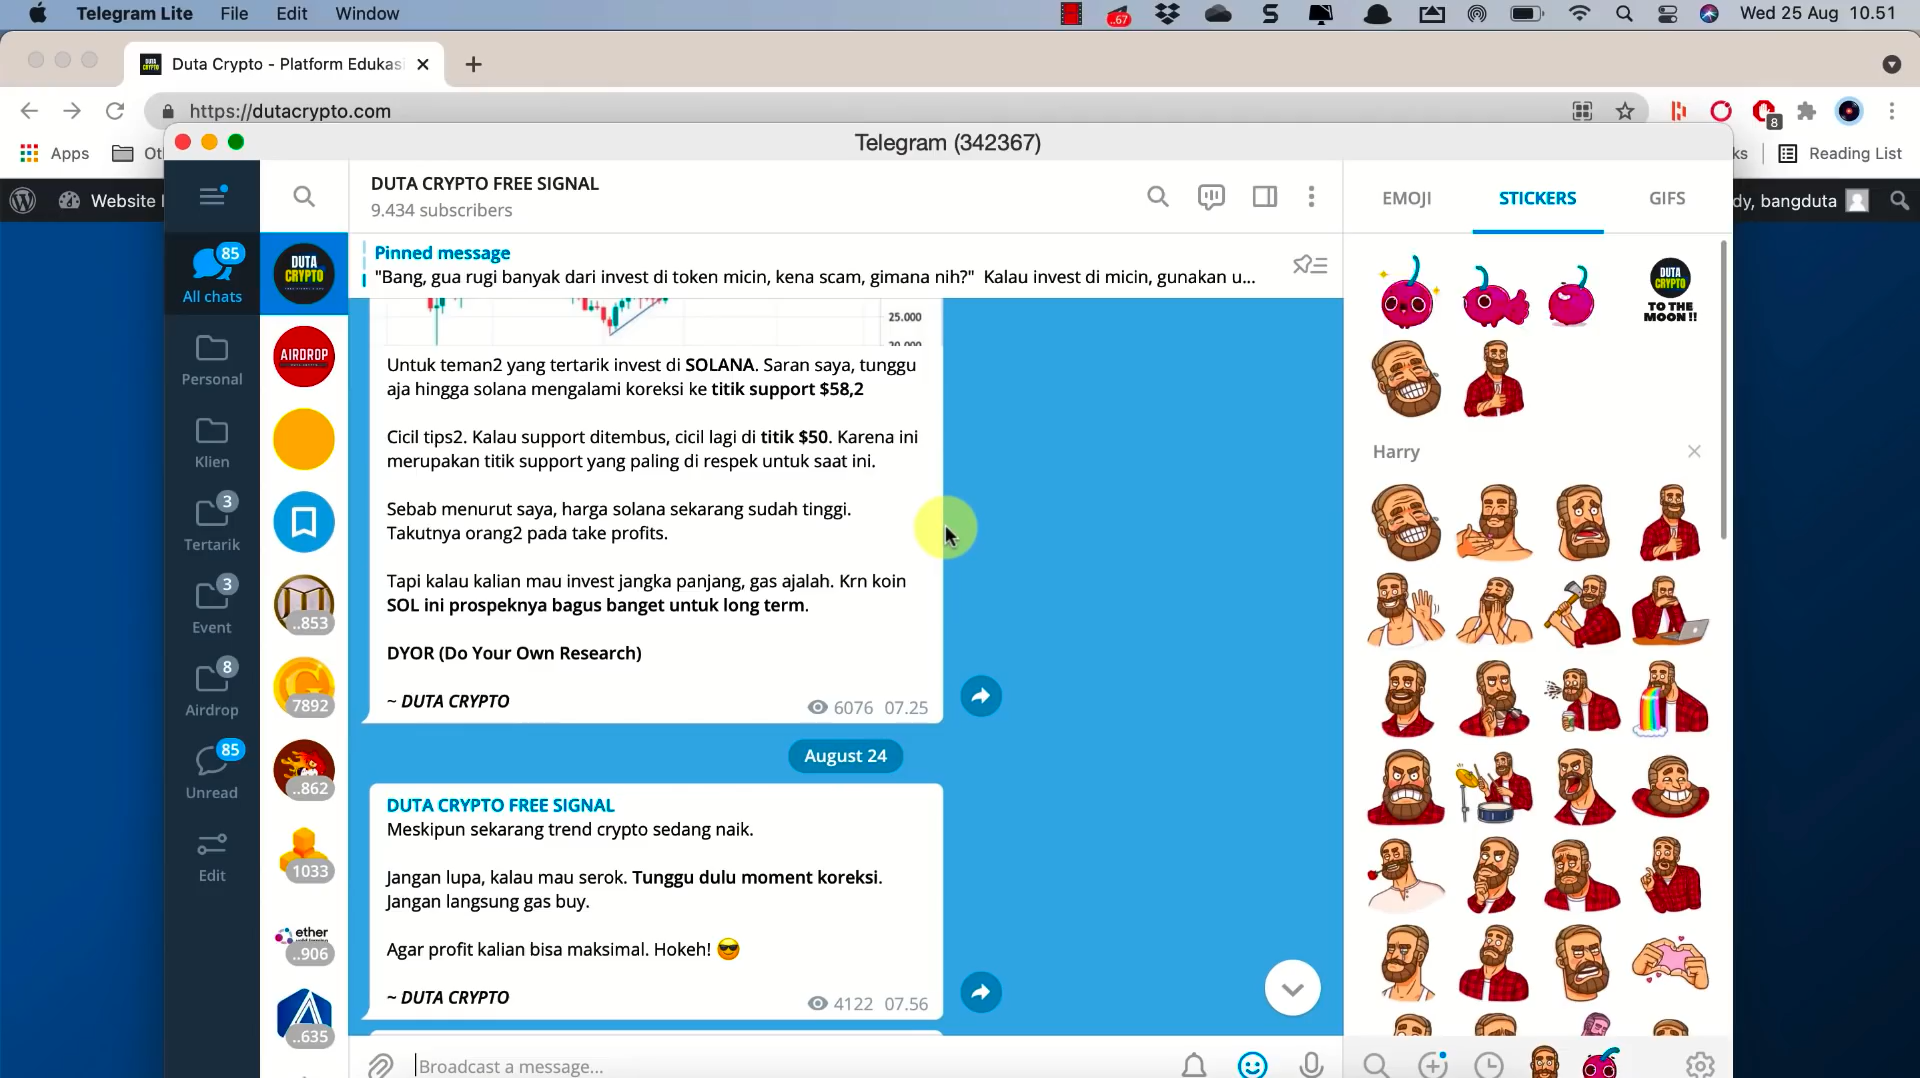 Telegram Lite File Edit Window
..67
Wed 25 Aug 10.51
Duta Crypto - Platform Edukas
https://dutacrypto.com
8
Apps
Ot
ks
Reading List
Telegram (342367)
Website
dy, bangduta
DUTA CRYPTO FREE SIGNAL
9.434 subscribers
EMOJI STICKERS GIFS
Pinned message
"Bang, gua rugi banyak dari invest di token micin, kena scam, gimana nih?" Kalau invest di micin, gunakan u...
85
All chats
Personal
Klien
3
Tertarik
3
Event
8
Airdrop
85
Unread
Edit
DUTA
CRYPTO
AIRDROP
..853
7892
..862
1033
ether
..906
..635
25.000
Untuk teman2 yang tertarik invest di SOLANA. Saran saya, tunggu
aja hingga solana mengalami koreksi ke titik support $58,2
Cicil tips2. Kalau support ditembus, cicil lagi di titik $50. Karena ini
merupakan titik support yang paling di respek untuk saat ini.
Sebab menurut saya, harga solana sekarang sudah tinggi.
Takutnya orang2 pada take profits.
Tapi kalau kalian mau invest jangka panjang, gas ajalah. Krn koin
SOL ini prospeknya bagus banget untuk long term.
DYOR (Do Your Own Research)
~ DUTA CRYPTO
6076 07.25
August 24
DUTA CRYPTO FREE SIGNAL
Meskipun sekarang trend crypto sedang naik.
Jangan lupa, kalau mau serok. Tunggu dulu moment koreksi.
Jangan langsung gas buy.
Agar profit kalian bisa maksimal. Hokeh! 😎
~ DUTA CRYPTO
4122 07.56
Broadcast a message...
DUTA
CRYPTO
TO THE
MOON !!
Harry